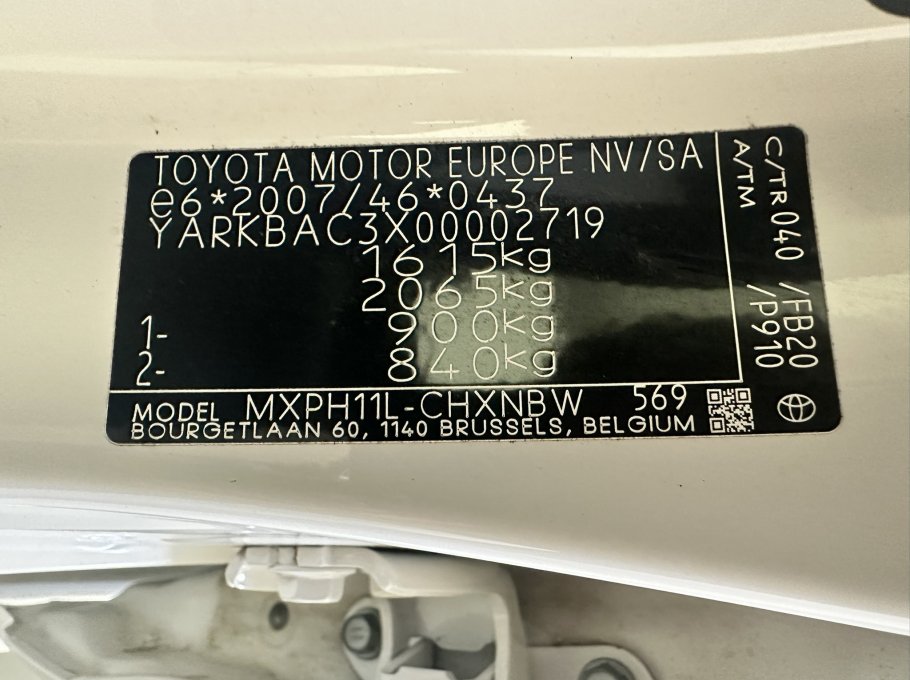 TOYOTA MOTOR EUROPE NV/SA
e6*2007/46*0437
YARKBAC3X00002719
1615kg
2065kg
1- 900kg
2- 840kg
MODEL MXPH11L-CHXNBW 569
BOURGETLAAN 60, 1140 BRUSSELS, BELGIUM
C/TR 040 /FB20
A/TM /P910